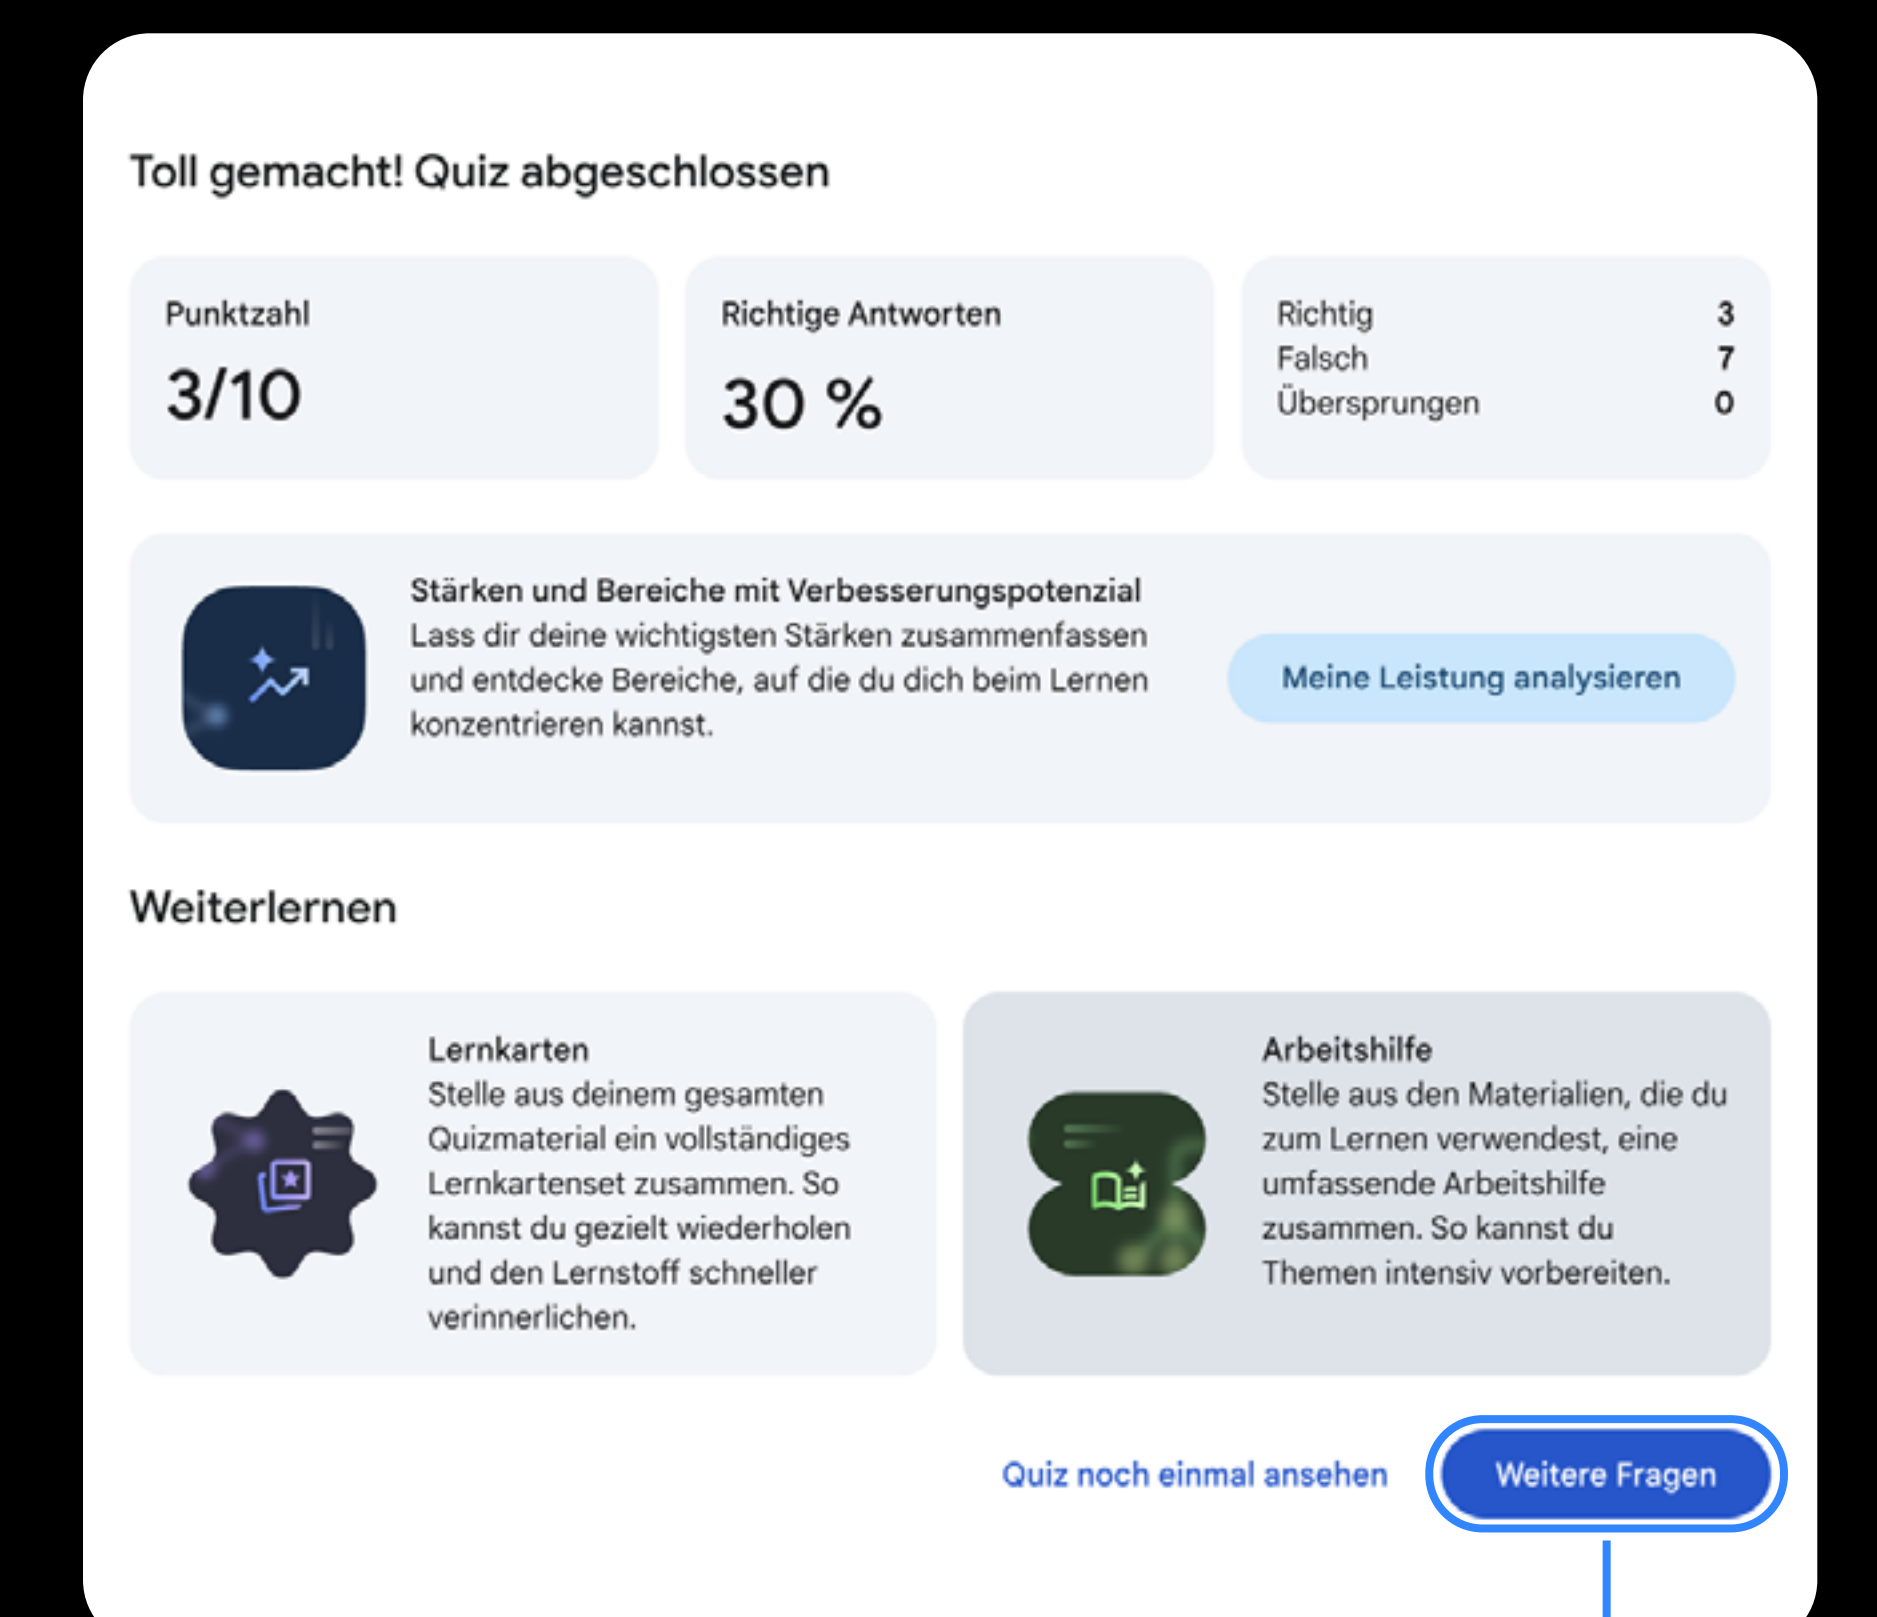 Toll gemacht! Quiz abgeschlossen
Punktzahl
3/10
Richtige Antworten
30 %
Richtig 3
Falsch 7
Übersprungen 0
Stärken und Bereiche mit Verbesserungspotenzial
Lass dir deine wichtigsten Stärken zusammenfassen
und entdecke Bereiche, auf die du dich beim Lernen
konzentrieren kannst.
Meine Leistung analysieren
Weiterlernen
Lernkarten
Stelle aus deinem gesamten
Quizmaterial ein vollständiges
Lernkartenset zusammen. So
kannst du gezielt wiederholen
und den Lernstoff schneller
verinnerlichen.
Arbeitshilfe
Stelle aus den Materialien, die du
zum Lernen verwendest, eine
umfassende Arbeitshilfe
zusammen. So kannst du
Themen intensiv vorbereiten.
Quiz noch einmal ansehen
Weitere Fragen